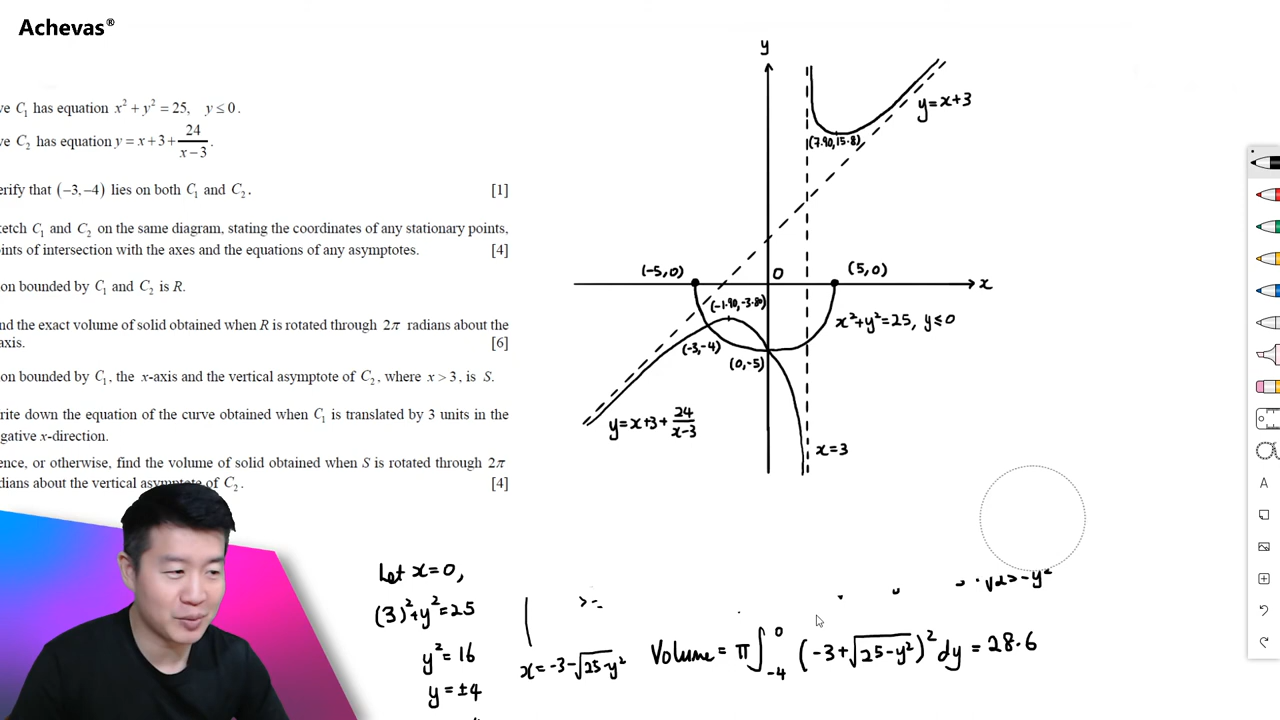 Achevas®
ve C₁ has equation x² + y² = 25, y ≤ 0.
ve C₂ has equation y = x + 3 + 24/(x − 3).
erify that (−3, −4) lies on both C₁ and C₂. [1]
etch C₁ and C₂ on the same diagram, stating the coordinates of any stationary points,
ints of intersection with the axes and the equations of any asymptotes. [4]
on bounded by C₁ and C₂ is R.
nd the exact volume of solid obtained when R is rotated through 2π radians about the
axis. [6]
on bounded by C₁, the x-axis and the vertical asymptote of C₂, where x > 3, is S.
rite down the equation of the curve obtained when C₁ is translated by 3 units in the
gative x-direction.
ence, or otherwise, find the volume of solid obtained when S is rotated through 2π
dians about the vertical asymptote of C₂. [4]
y
y=x+3
(7.90,15.8)
(-5,0)
0
(5,0)
x
(-1.90,-3.80)
x²+y²=25, y≤0
(-3,-4)
(0,-5)
y=x+3+24/(x-3)
x=3
Let x=0,
(3)²+y²=25
y²=16
y=±4
x=-3-√(25-y²)
Volume = π∫₋₄⁰ (-3+√(25-y²))² dy = 28.6
A